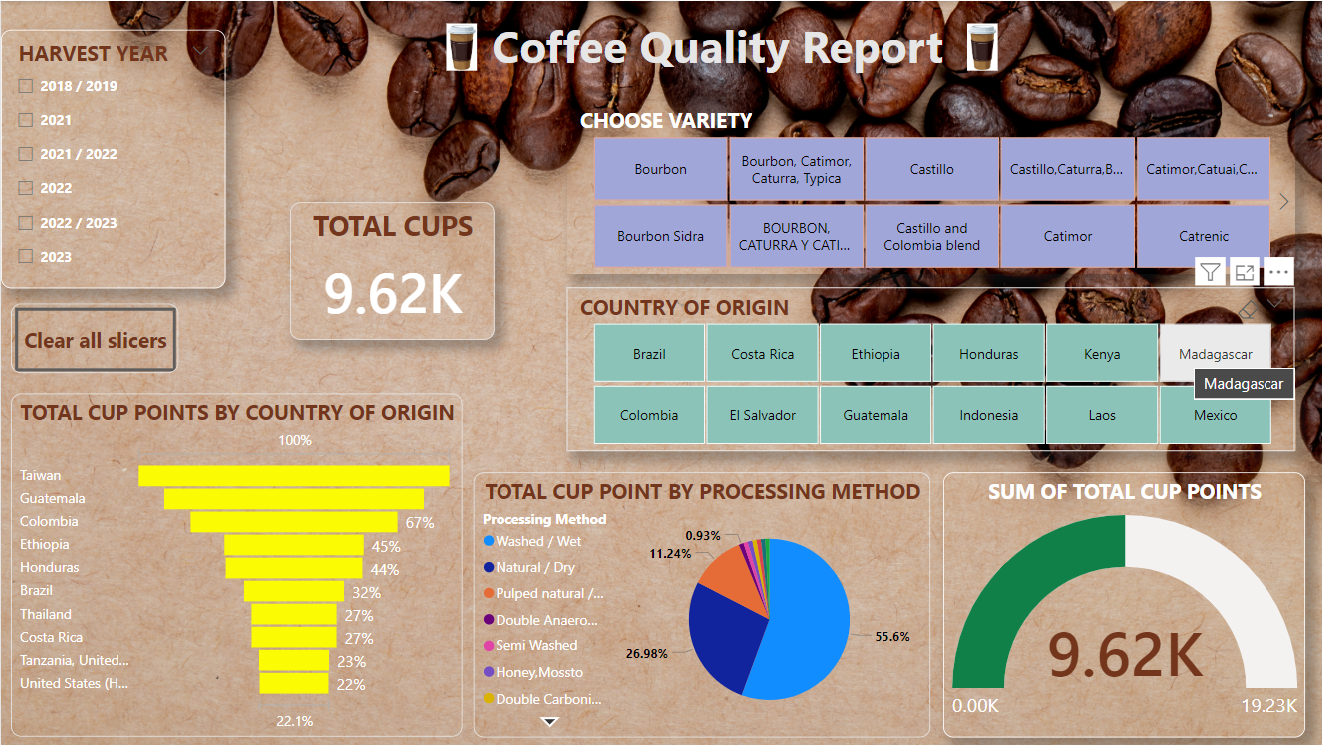 Coffee Quality Report
HARVEST YEAR
2018 / 2019
2021
2021 / 2022
2022
2022 / 2023
2023
Clear all slicers
TOTAL CUPS
9.62K
CHOOSE VARIETY
Bourbon
Bourbon, Catimor,
Caturra, Typica
Castillo
Castillo,Caturra,B...
Catimor,Catuai,C...
Bourbon Sidra
BOURBON,
CATURRA Y CATI...
Castillo and
Colombia blend
Catimor
Catrenic
COUNTRY OF ORIGIN
Brazil
Costa Rica
Ethiopia
Honduras
Kenya
Madagascar
Madagascar
Colombia
El Salvador
Guatemala
Indonesia
Laos
Mexico
TOTAL CUP POINTS BY COUNTRY OF ORIGIN
100%
Taiwan
Guatemala
Colombia
67%
Ethiopia
45%
Honduras
44%
Brazil
32%
Thailand
27%
Costa Rica
27%
Tanzania, United...
23%
United States (H...
22%
22.1%
TOTAL CUP POINT BY PROCESSING METHOD
Processing Method
Washed / Wet
Natural / Dry
Pulped natural /...
Double Anaero...
Semi Washed
Honey,Mossto
Double Carboni...
0.93%
11.24%
26.98%
55.6%
SUM OF TOTAL CUP POINTS
9.62K
0.00K
19.23K